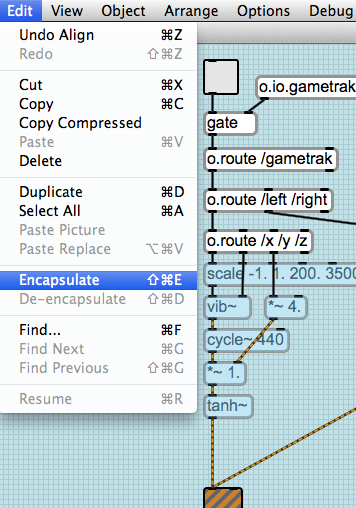 Edit View Object Arrange Options Debug
Undo Align ⌘Z
Redo ⇧⌘Z
Cut ⌘X
Copy ⌘C
Copy Compressed
Paste ⌘V
Delete
Duplicate ⌘D
Select All ⌘A
Paste Picture
Paste Replace ⌥⌘V
Encapsulate ⇧⌘E
De-encapsulate ⇧⌘D
Find... ⌘F
Find Next ⌘G
Find Previous ⇧⌘G
Resume ⌘R
o.io.gametrak
gate
o.route /gametrak
o.route /left /right
o.route /x /y /z
scale -1. 1. 200. 3500
vib~ *~ 4.
cycle~ 440
*~ 1.
tanh~